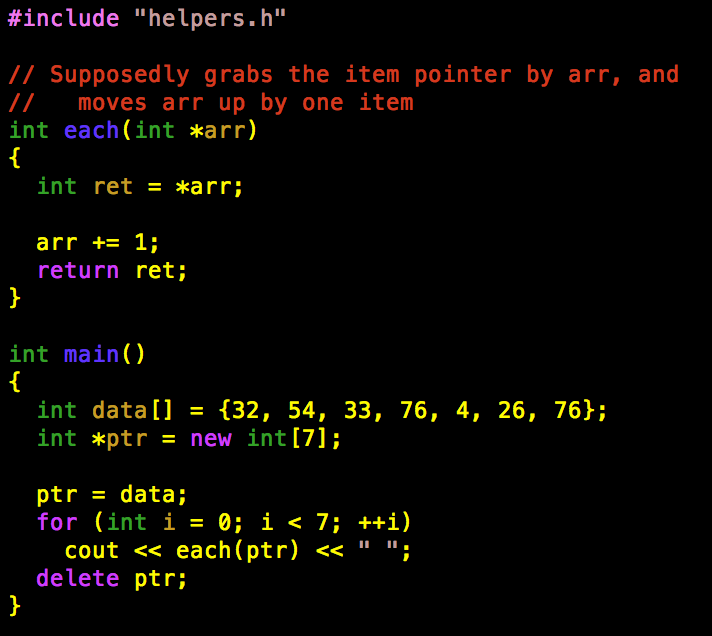 #include "helpers.h"

// Supposedly grabs the item pointer by arr, and
//   moves arr up by one item
int each(int *arr)
{
  int ret = *arr;

  arr += 1;
  return ret;
}

int main()
{
  int data[] = {32, 54, 33, 76, 4, 26, 76};
  int *ptr = new int[7];

  ptr = data;
  for (int i = 0; i < 7; ++i)
    cout << each(ptr) << " ";
  delete ptr;
}